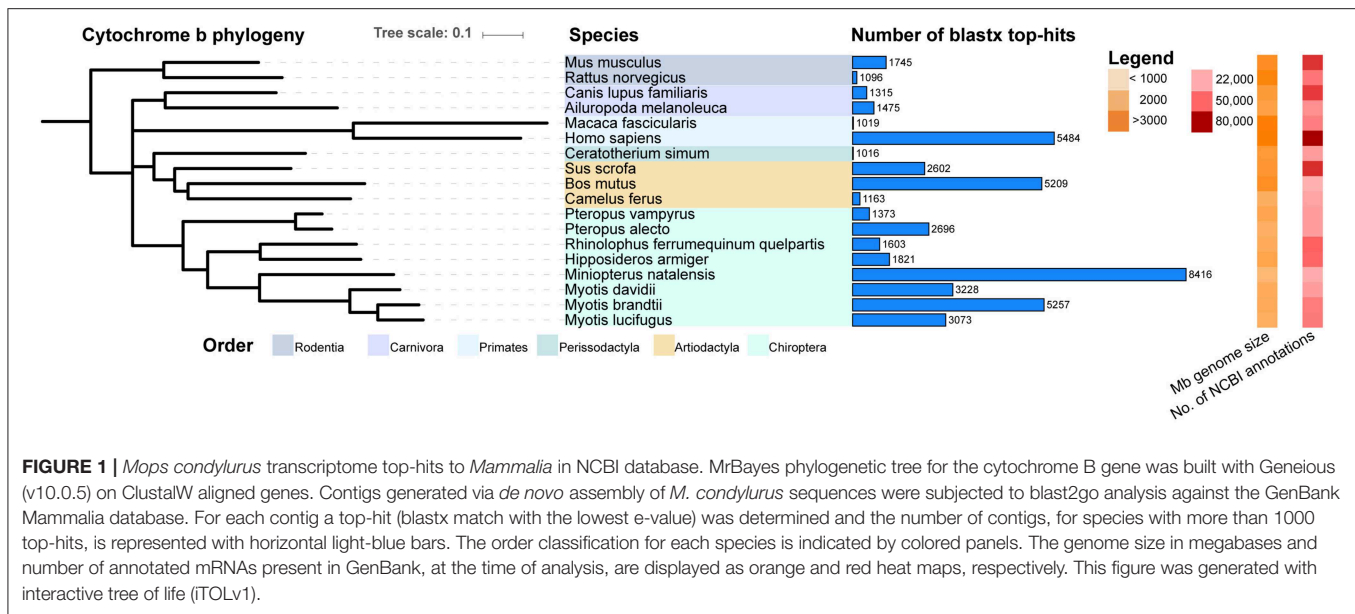 Cytochrome b phylogeny
Tree scale: 0.1
Species
Number of blastx top-hits
Legend
< 1000
2000
>3000
22,000
50,000
80,000
Mus musculus 1745
Rattus norvegicus 1096
Canis lupus familiaris 1315
Ailuropoda melanoleuca 1475
Macaca fascicularis 1019
Homo sapiens 5484
Ceratotherium simum 1016
Sus scrofa 2602
Bos mutus 5209
Camelus ferus 1163
Pteropus vampyrus 1373
Pteropus alecto 2696
Rhinolophus ferrumequinum quelpartis 1603
Hipposideros armiger 1821
Miniopterus natalensis 8416
Myotis davidii 3228
Myotis brandtii 5257
Myotis lucifugus 3073
Order
Rodentia
Carnivora
Primates
Perissodactyla
Artiodactyla
Chiroptera
Mb genome size
No. of NCBI annotations
FIGURE 1 | Mops condylurus transcriptome top-hits to Mammalia in NCBI database. MrBayes phylogenetic tree for the cytochrome B gene was built with Geneious
(v10.0.5) on ClustalW aligned genes. Contigs generated via de novo assembly of M. condylurus sequences were subjected to blast2go analysis against the GenBank
Mammalia database. For each contig a top-hit (blastx match with the lowest e-value) was determined and the number of contigs, for species with more than 1000
top-hits, is represented with horizontal light-blue bars. The order classification for each species is indicated by colored panels. The genome size in megabases and
number of annotated mRNAs present in GenBank, at the time of analysis, are displayed as orange and red heat maps, respectively. This figure was generated with
interactive tree of life (iTOLv1).